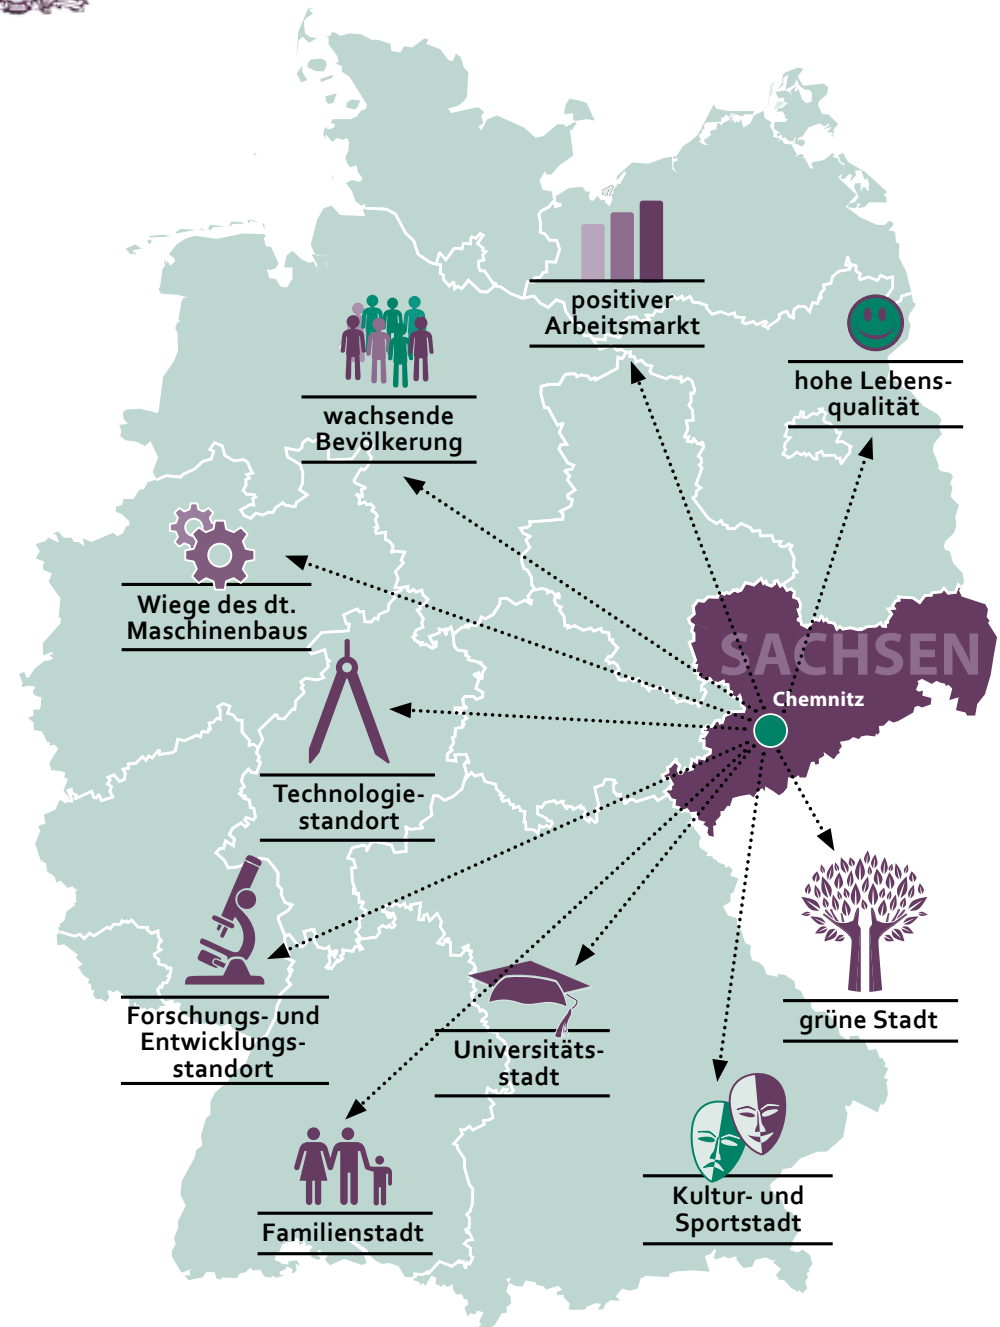 positiver
Arbeitsmarkt
hohe Lebens-
qualität
wachsende
Bevölkerung
Wiege des dt.
Maschinenbaus
SACHSEN
Chemnitz
Technologie-
standort
Forschungs- und
Entwicklungs-
standort
Universitäts-
stadt
grüne Stadt
Kultur- und
Sportstadt
Familienstadt